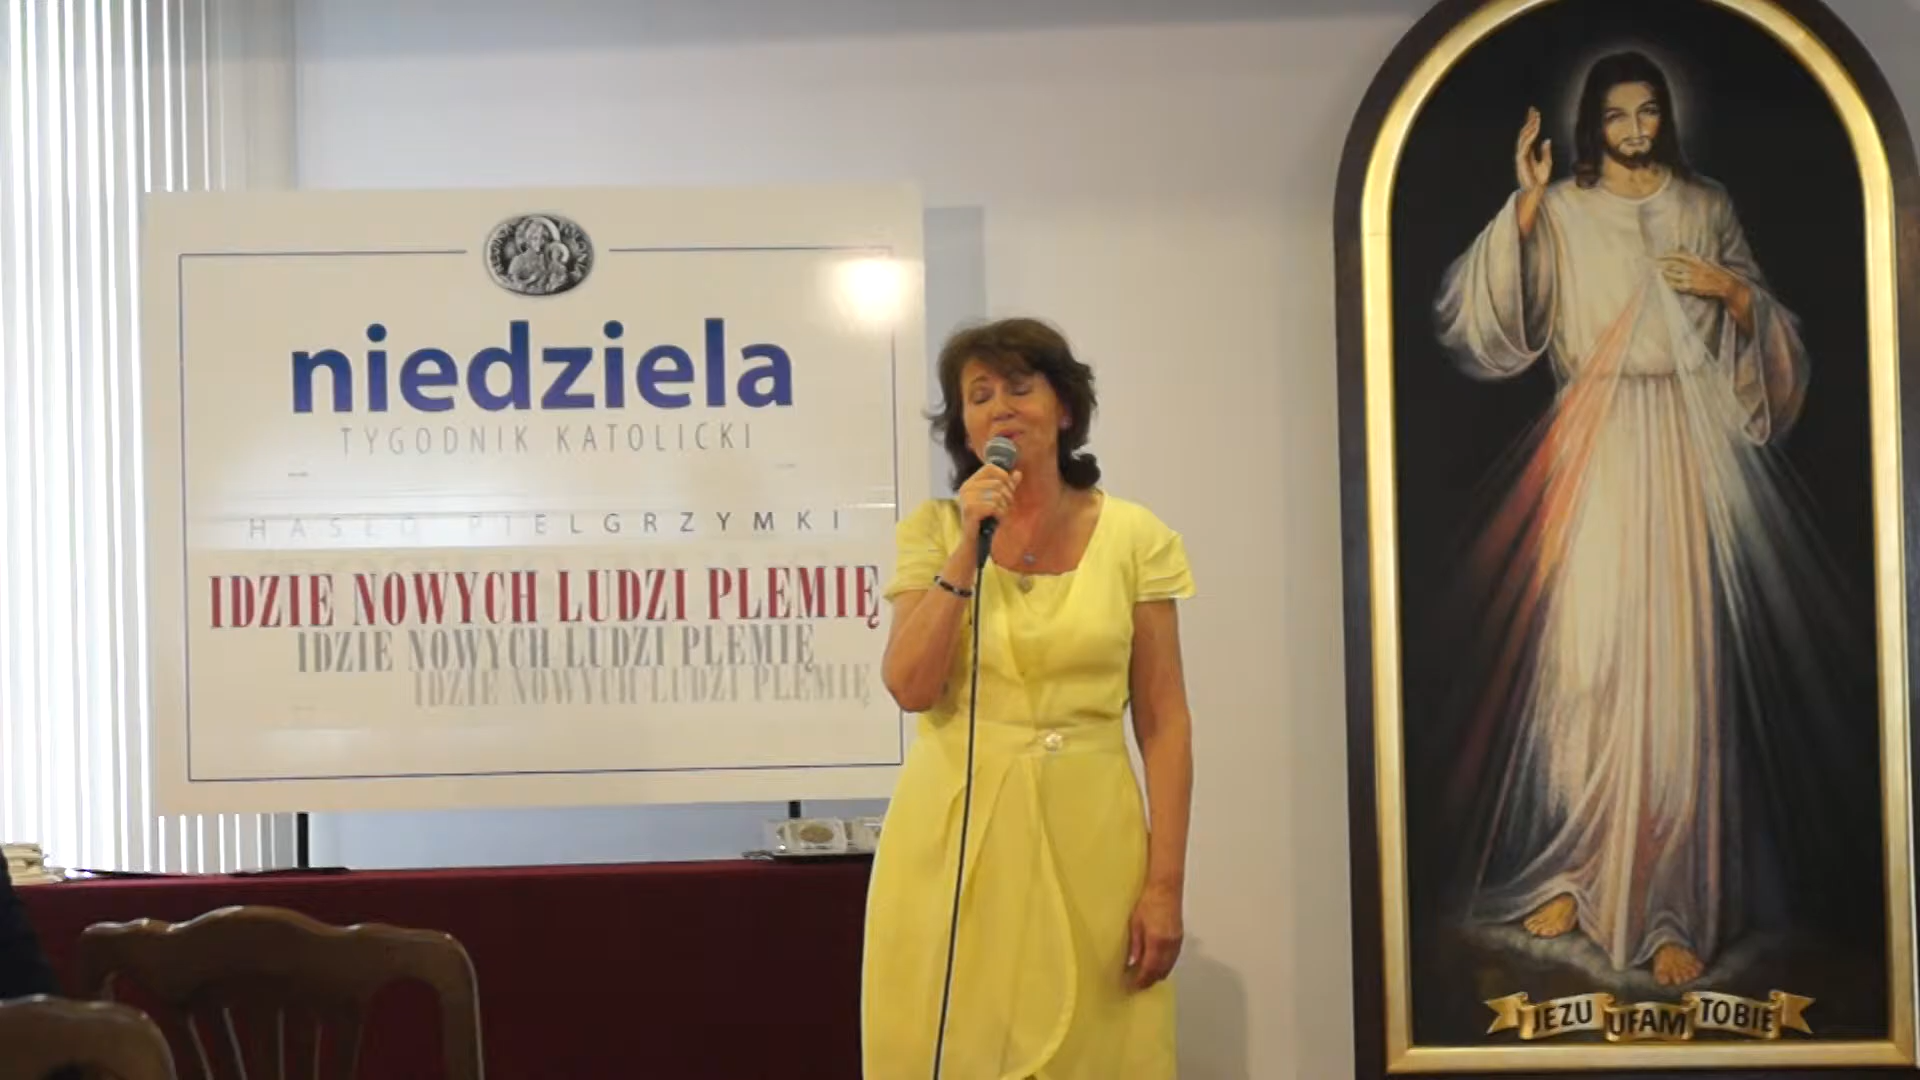 niedziela
TYGODNIK KATOLICKI
HASŁO PIELGRZYMKI
IDZIE NOWYCH LUDZI PLEMIĘ
IDZIE NOWYCH LUDZI PLEMIĘ
IDZIE NOWYCH LUDZI PLEMIĘ
JEZU UFAM TOBIE